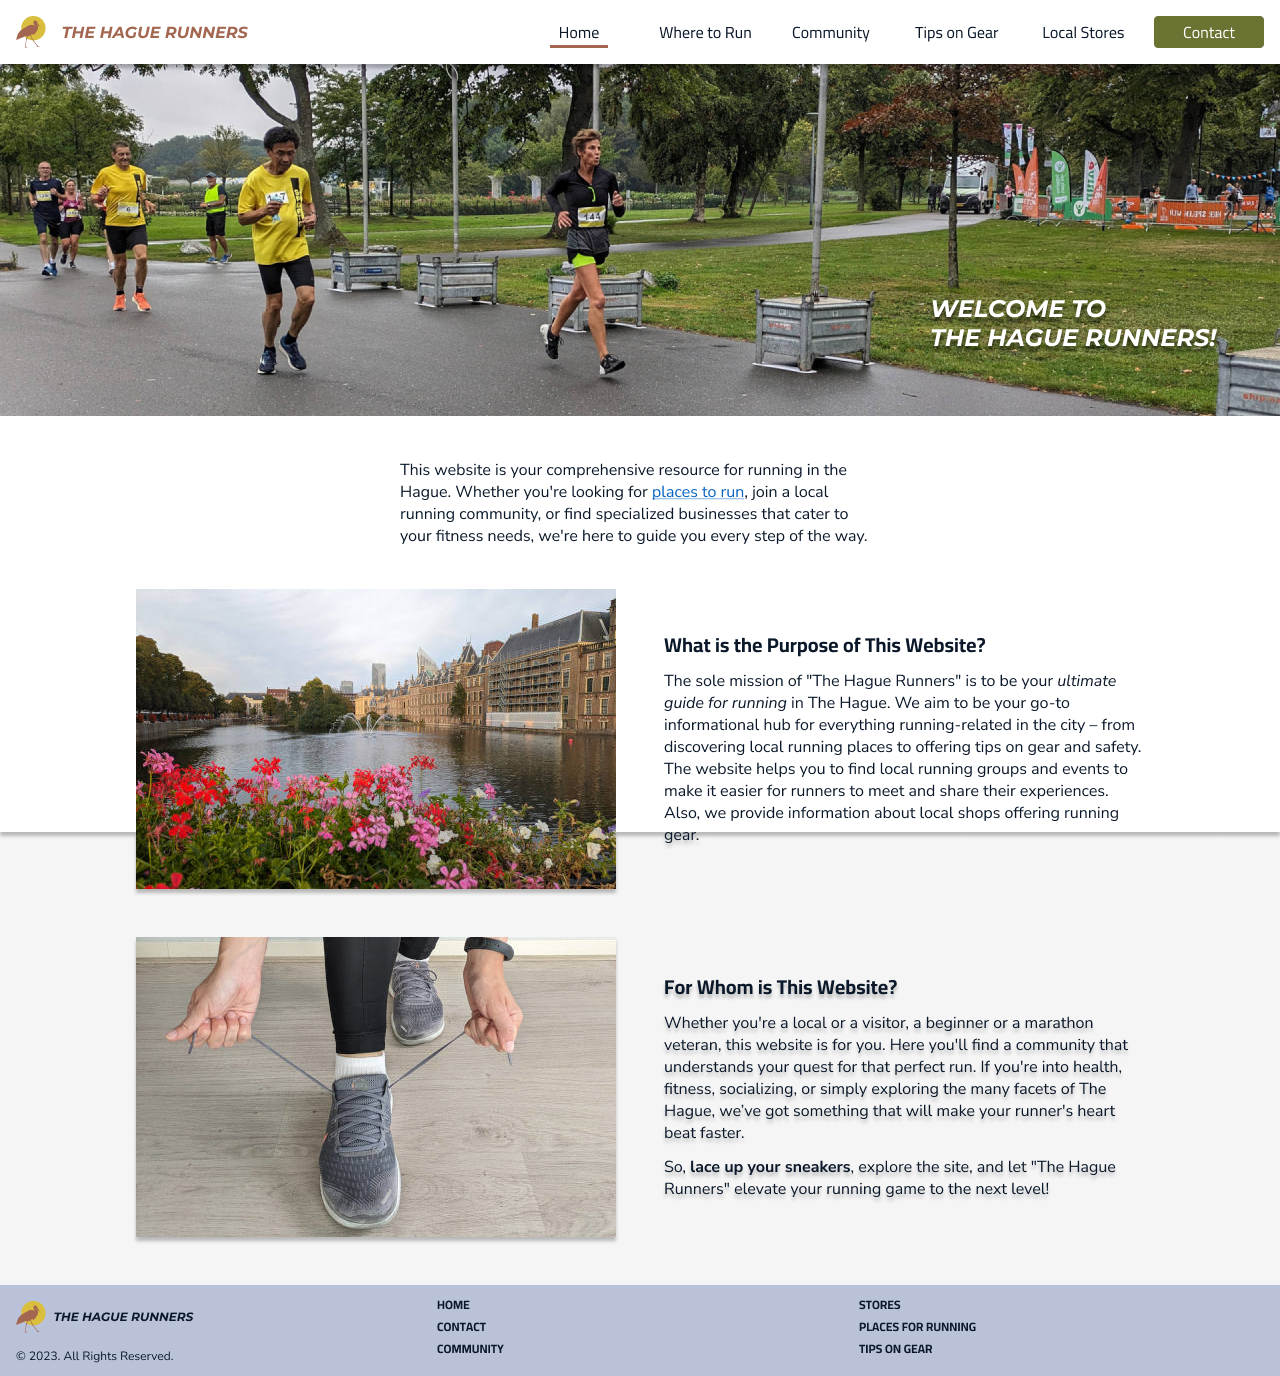 THE HAGUE RUNNERS
Home
Where to Run
Community
Tips on Gear
Local Stores
Contact
144
WELCOME TO
THE HAGUE RUNNERS!
This website is your comprehensive resource for running in the
Hague. Whether you're looking for places to run, join a local
running community, or find specialized businesses that cater to
your fitness needs, we're here to guide you every step of the way.
What is the Purpose of This Website?
The sole mission of "The Hague Runners" is to be your ultimate
guide for running in The Hague. We aim to be your go-to
informational hub for everything running-related in the city – from
discovering local running places to offering tips on gear and safety.
The website helps you to find local running groups and events to
make it easier for runners to meet and share their experiences.
Also, we provide information about local shops offering running
gear.
For Whom is This Website?
Whether you're a local or a visitor, a beginner or a marathon
veteran, this website is for you. Here you'll find a community that
understands your quest for that perfect run. If you're into health,
fitness, socializing, or simply exploring the many facets of The
Hague, we’ve got something that will make your runner's heart
beat faster.
So, lace up your sneakers, explore the site, and let "The Hague
Runners" elevate your running game to the next level!
THE HAGUE RUNNERS
© 2023. All Rights Reserved.
HOME
CONTACT
COMMUNITY
STORES
PLACES FOR RUNNING
TIPS ON GEAR